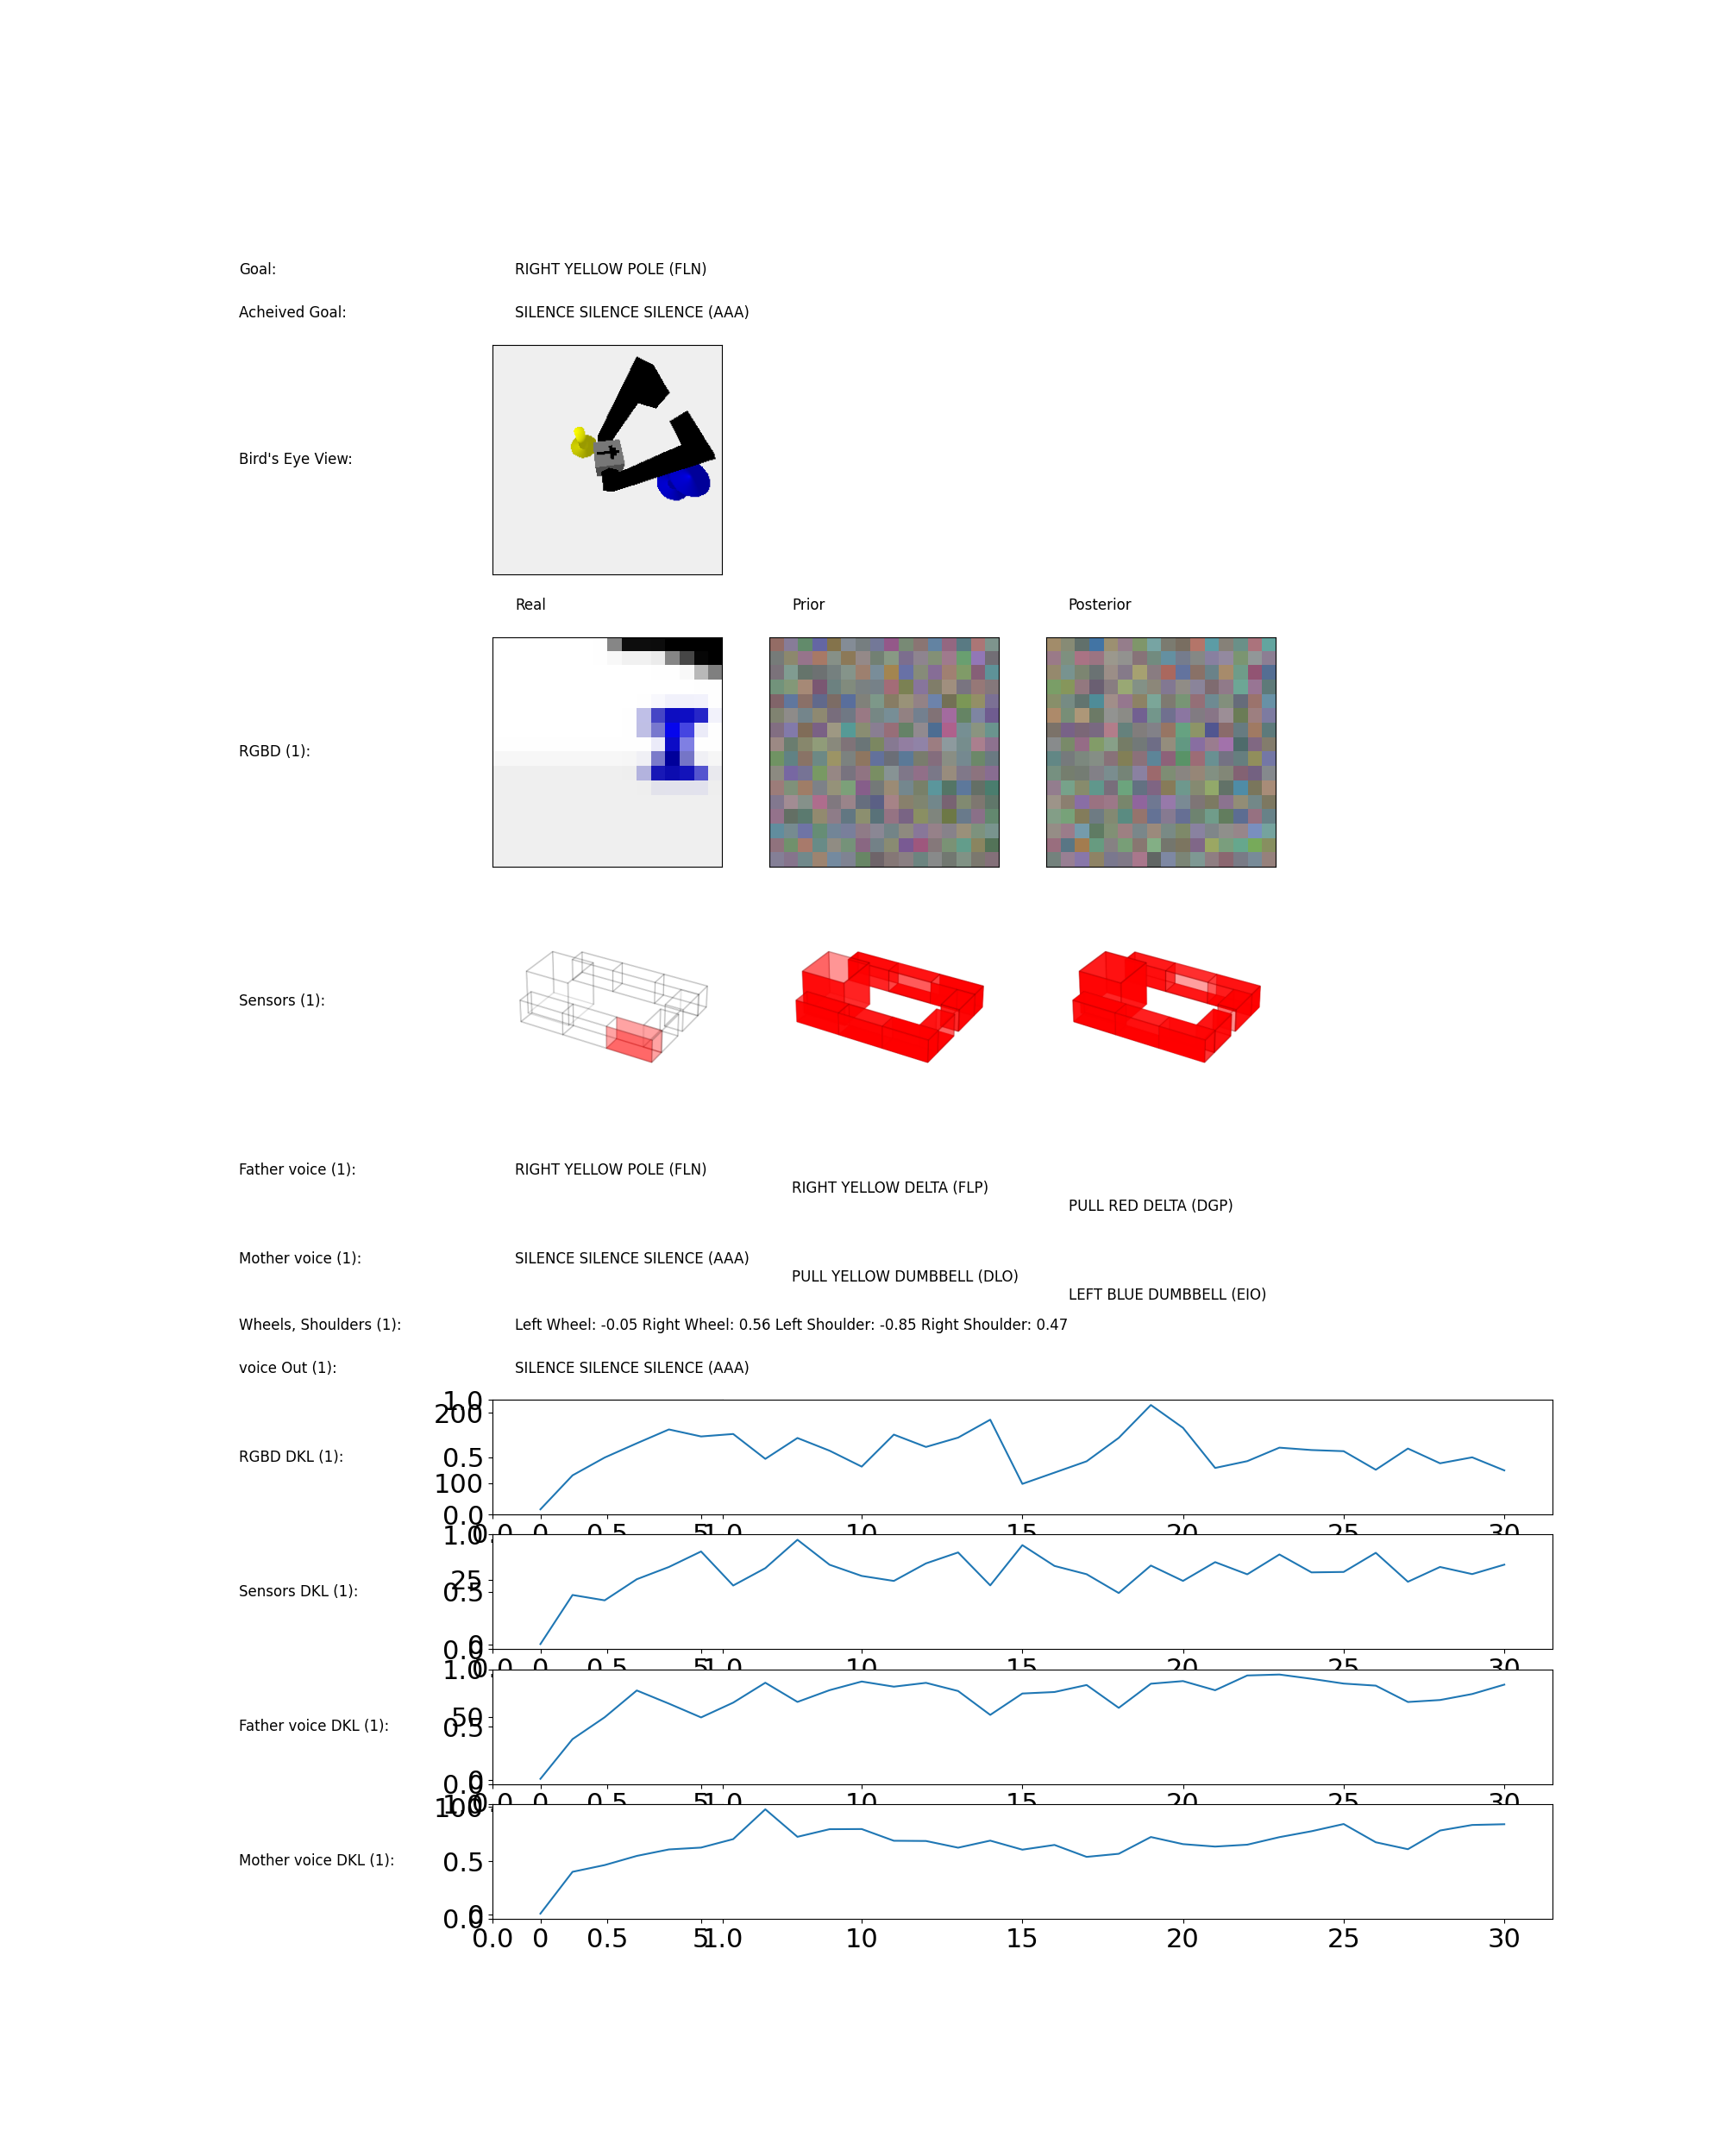 Goal: RIGHT YELLOW POLE (FLN)
Acheived Goal: SILENCE SILENCE SILENCE (AAA)
Bird's Eye View:
Real Prior Posterior
RGBD (1):
Sensors (1):
Father voice (1): RIGHT YELLOW POLE (FLN)
RIGHT YELLOW DELTA (FLP)
PULL RED DELTA (DGP)
Mother voice (1): SILENCE SILENCE SILENCE (AAA)
PULL YELLOW DUMBBELL (DLO)
LEFT BLUE DUMBBELL (EIO)
Wheels, Shoulders (1): Left Wheel: -0.05 Right Wheel: 0.56 Left Shoulder: -0.85 Right Shoulder: 0.47
voice Out (1): SILENCE SILENCE SILENCE (AAA)
1.0
200
RGBD DKL (1): 0.5
100
0.0
0.0 0 0.5 5 1.0 10 15 20 25 30
1.0
25
Sensors DKL (1): 0.5
0
0.0
0.0 0 0.5 5 1.0 10 15 20 25 30
1.0
50
Father voice DKL (1): 0.5
0
0.0
0.0 0 0.5 5 1.0 10 15 20 25 30
1.0
100
Mother voice DKL (1): 0.5
0
0.0
0.0 0 0.5 5 1.0 10 15 20 25 30